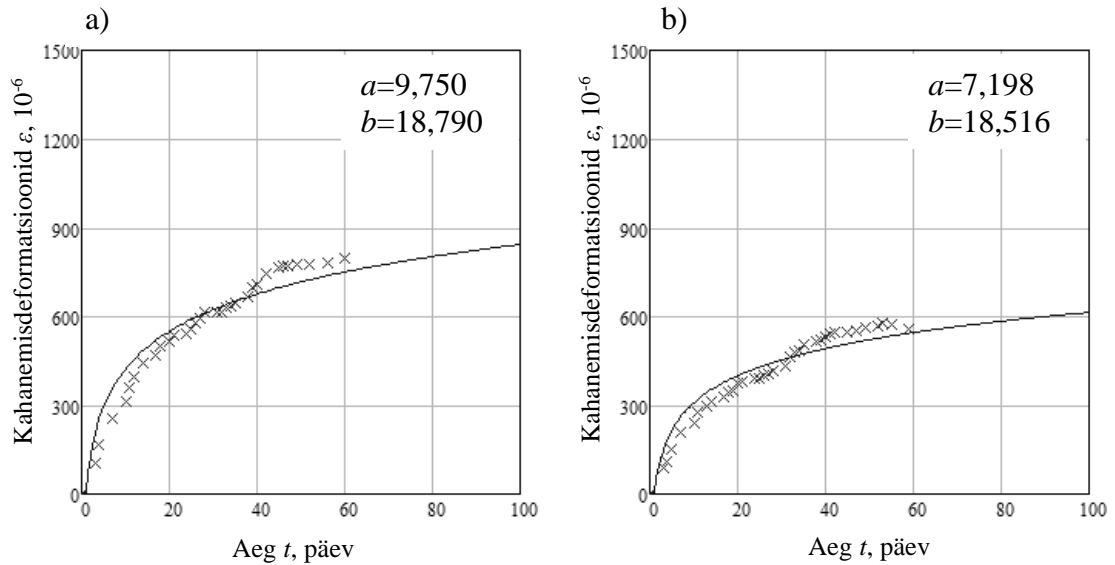 a)
1500
1200
900
600
300
0
0 20 40 60 80 100
Kahanemisdeformatsioonid ε, 10⁻⁶
Aeg t, päev
a=9,750
b=18,790
b)
1500
1200
900
600
300
0
0 20 40 60 80 100
Kahanemisdeformatsioonid ε, 10⁻⁶
Aeg t, päev
a=7,198
b=18,516